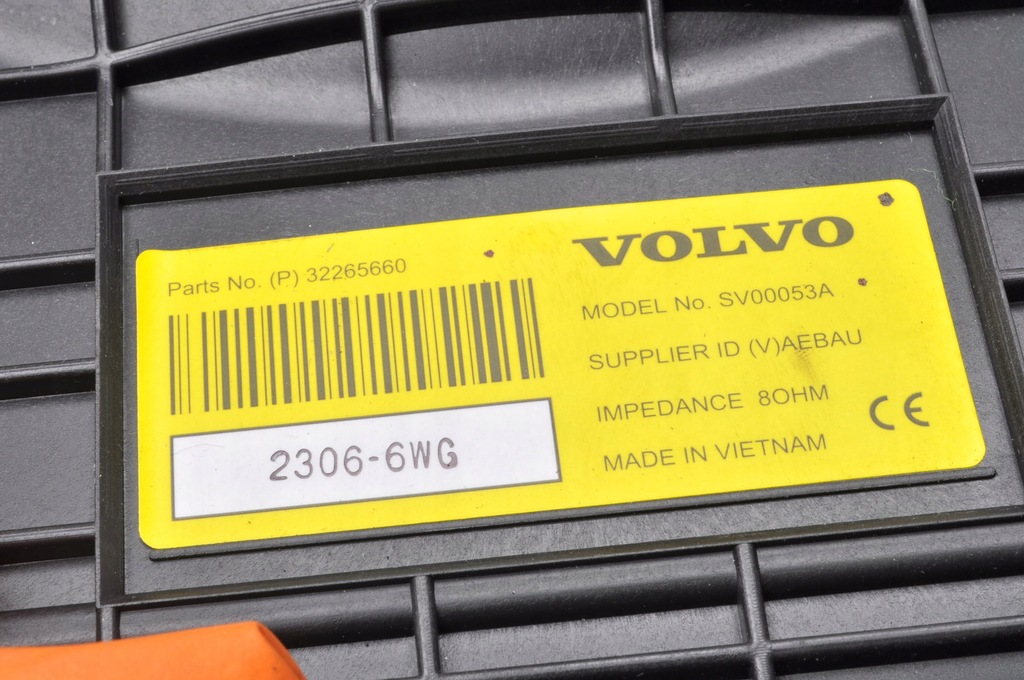 Parts No. (P) 32265660
2306-6WG
VOLVO
MODEL No. SV00053A
SUPPLIER ID (V)AEBAU
IMPEDANCE 8OHM
MADE IN VIETNAM
CE